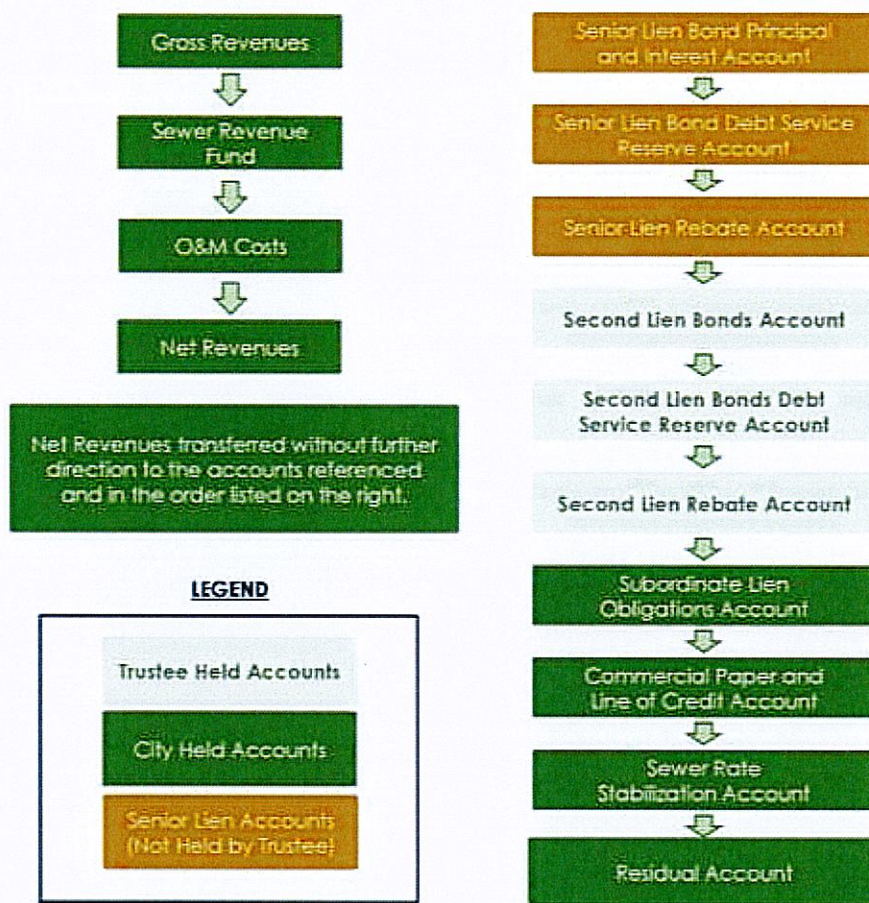 Gross Revenues
Sewer Revenue
Fund
O&M Costs
Net Revenues
Net Revenues transferred without further
direction to the accounts referenced
and in the order listed on the right.
LEGEND
Trustee Held Accounts
City Held Accounts
Senior Lien Accounts
(Not Held by Trustee)
Senior Lien Bond Principal
and Interest Account
Senior Lien Bond Debt Service
Reserve Account
Senior Lien Rebate Account
Second Lien Bonds Account
Second Lien Bonds Debt
Service Reserve Account
Second Lien Rebate Account
Subordinate Lien
Obligations Account
Commercial Paper and
Line of Credit Account
Sewer Rate
Stabilization Account
Residual Account